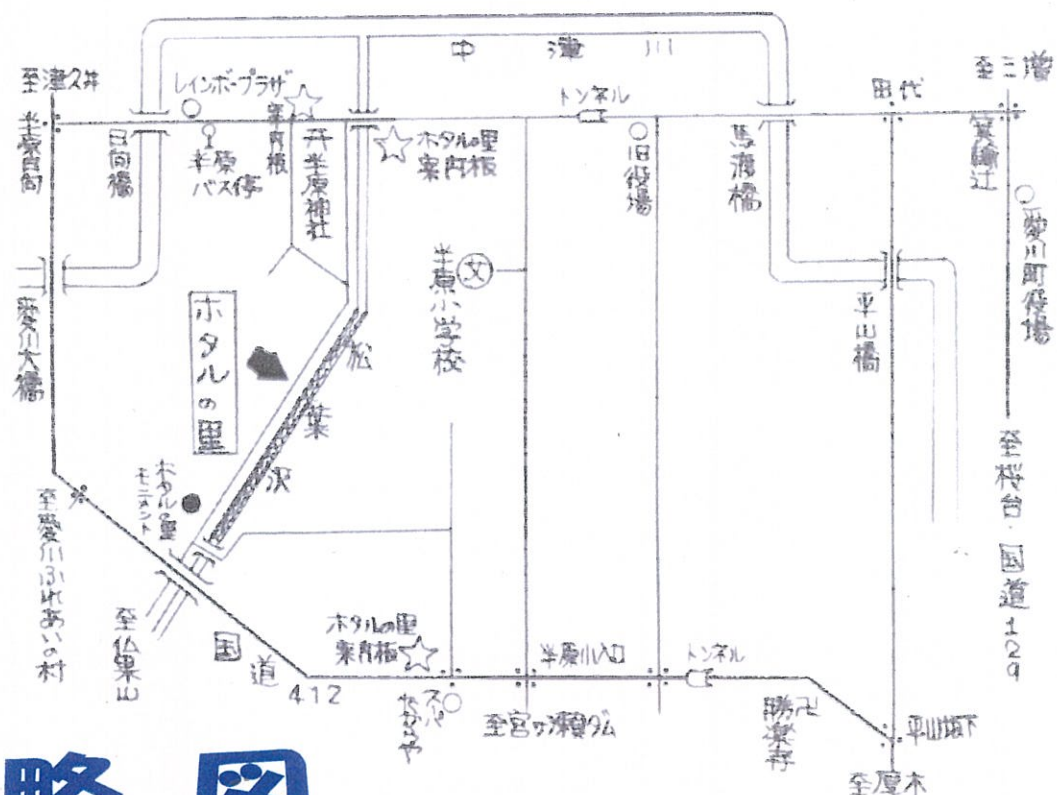 中津川
至津久井
レインボープラザ
案内板
トンネル
田代
至三増
半原日向
日向橋
半原
バス停
⛩半原神社
ホタルの里
案内板
旧役場
馬渡橋
箕輪辻
愛川町役場
愛川大橋
半原小学校
文
平山橋
ホタルの里
松葉沢
ホタルの里
モニュメント
至愛川ふれあいの村
至仏果山
国道
412
ホタルの里
案内板
スーパー
たからや
半原小入口
トンネル
至宮ヶ瀬ダム
勝楽寺
卍
平山坂下
至厚木
至桜台・国道129
略図